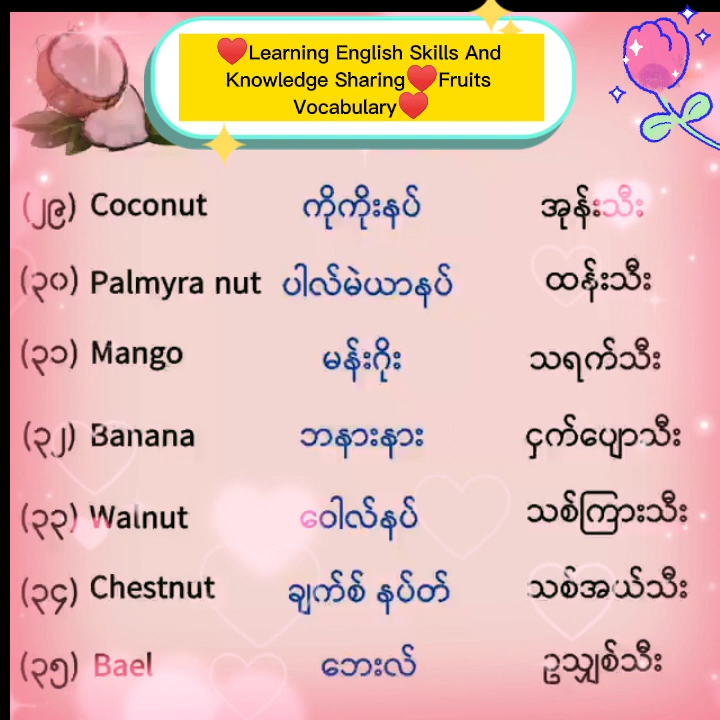 ❤️Learning English Skills And
Knowledge Sharing❤️Fruits
Vocabulary❤️
(၂၉) Coconut ကိုကိုးနပ် အုန်းသီး
(၃၀) Palmyra nut ပါလ်မဲယာနပ် ထန်းသီး
(၃၁) Mango မန်းဂိုး သရက်သီး
(၃၂) Banana ဘနားနား ငှက်ပျောသီး
(၃၃) Walnut ဝေါလ်နပ် သစ်ကြားသီး
(၃၄) Chestnut ချက်စ် နပ်တ် သစ်အယ်သီး
(၃၅) Bael ဘေးလ် ဥသျှစ်သီး